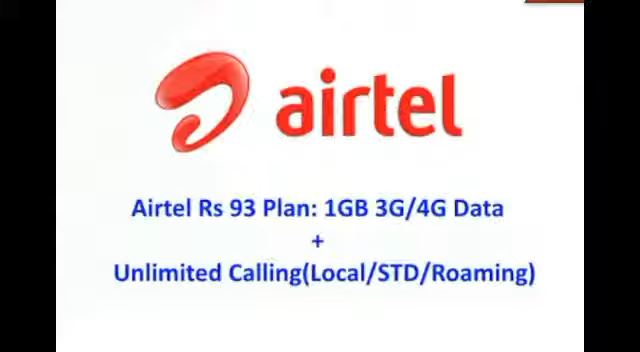 airtel
Airtel Rs 93 Plan: 1GB 3G/4G Data
+
Unlimited Calling(Local/STD/Roaming)